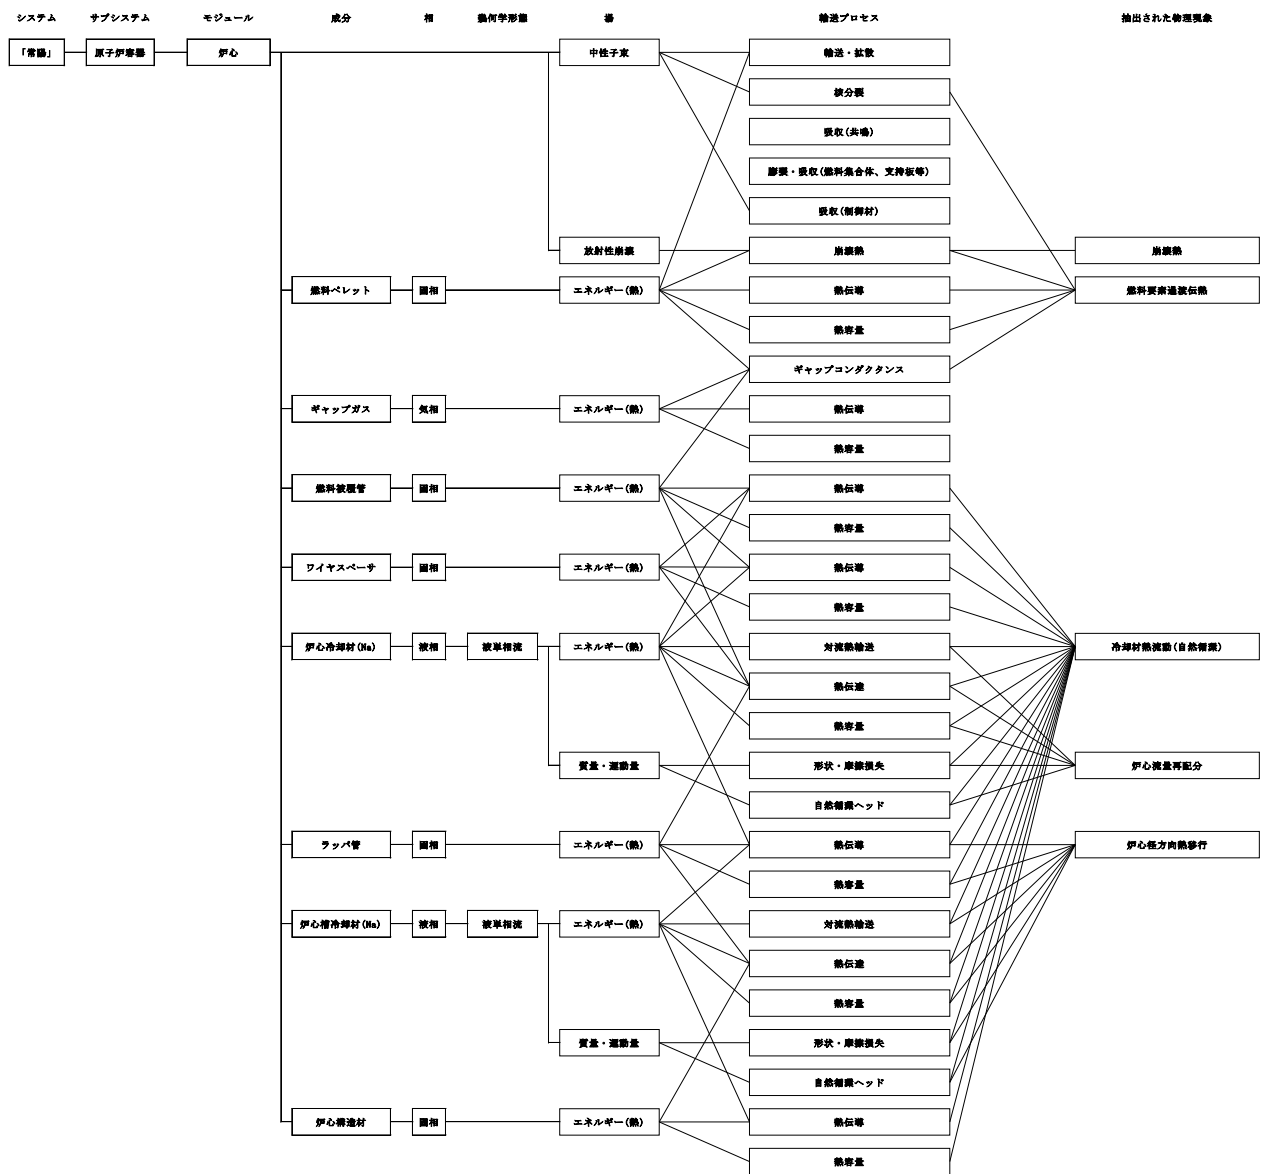 システム サブシステム モジュール 成分 相 幾何学形態 場 輸送プロセス 抽出された物理現象
「常陽」 原子炉容器 炉心 中性子束 輸送・拡散
核分裂
吸収(共鳴)
膨張・吸収(燃料集合体、支持板等)
吸収(制御材)
放射性崩壊 崩壊熱 崩壊熱
燃料ペレット 固相 エネルギー(熱) 熱伝導 燃料要素過渡伝熱
熱容量
ギャップコンダクタンス
ギャップガス 気相 エネルギー(熱) 熱伝導
熱容量
燃料被覆管 固相 エネルギー(熱) 熱伝導
熱容量
ワイヤスペーサ 固相 エネルギー(熱) 熱伝導
熱容量
炉心冷却材(Na) 液相 液単相流 エネルギー(熱) 対流熱輸送 冷却材熱流動(自然循環)
熱伝達
熱容量
質量・運動量 形状・摩擦損失 炉心流量再配分
自然循環ヘッド
ラッパ管 固相 エネルギー(熱) 熱伝導 炉心径方向熱移行
熱容量
炉心槽冷却材(Na) 液相 液単相流 エネルギー(熱) 対流熱輸送
熱伝達
熱容量
質量・運動量 形状・摩擦損失
自然循環ヘッド
炉心構造材 固相 エネルギー(熱) 熱伝導
熱容量